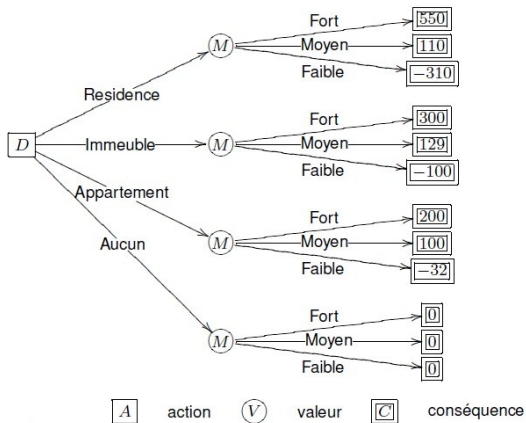 Fort 550
Residence M Moyen 110
Faible −310
Fort 300
D Immeuble M Moyen 129
Faible −100
Fort 200
Appartement M Moyen 100
Faible −32
Aucun
Fort 0
M Moyen 0
Faible 0
A action V valeur C conséquence